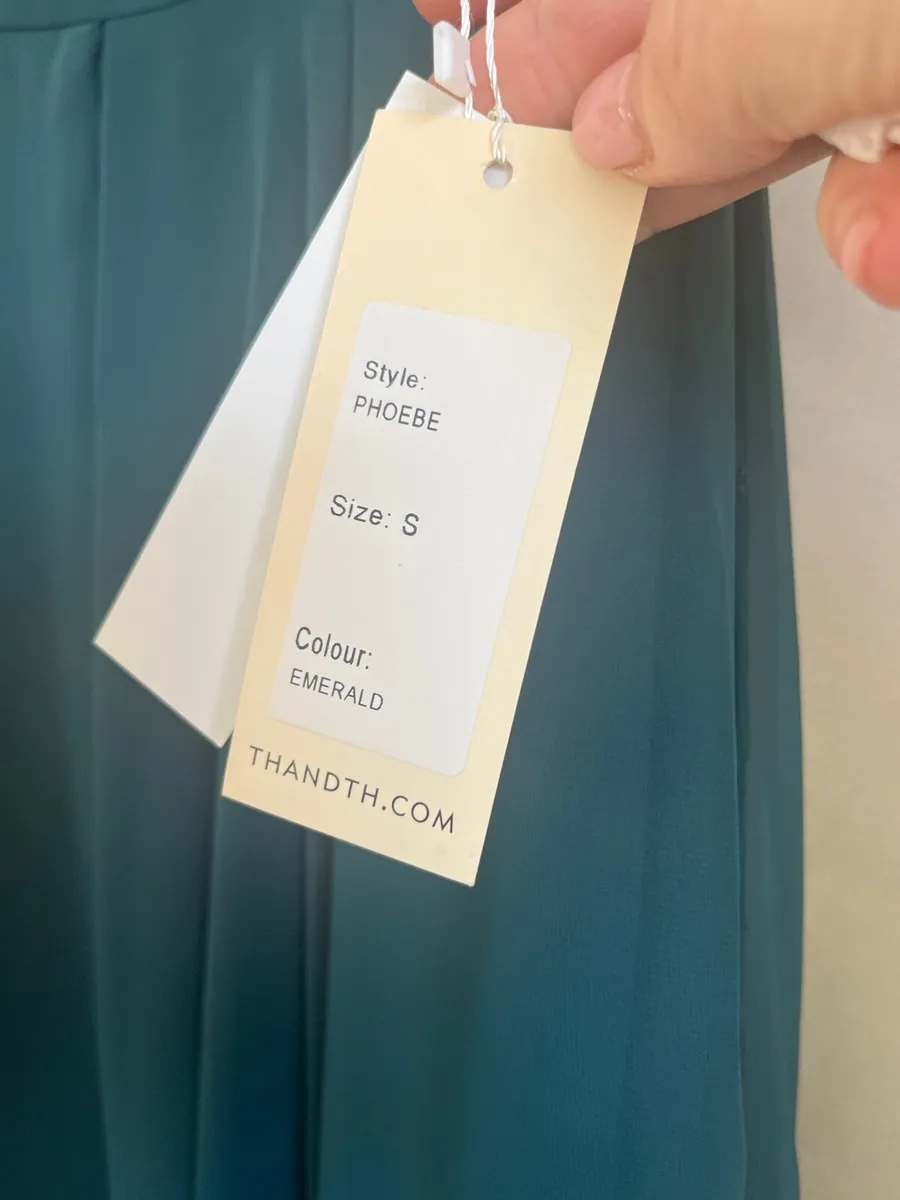 Style:
PHOEBE
Size: S
Colour:
EMERALD
THANDTH.COM